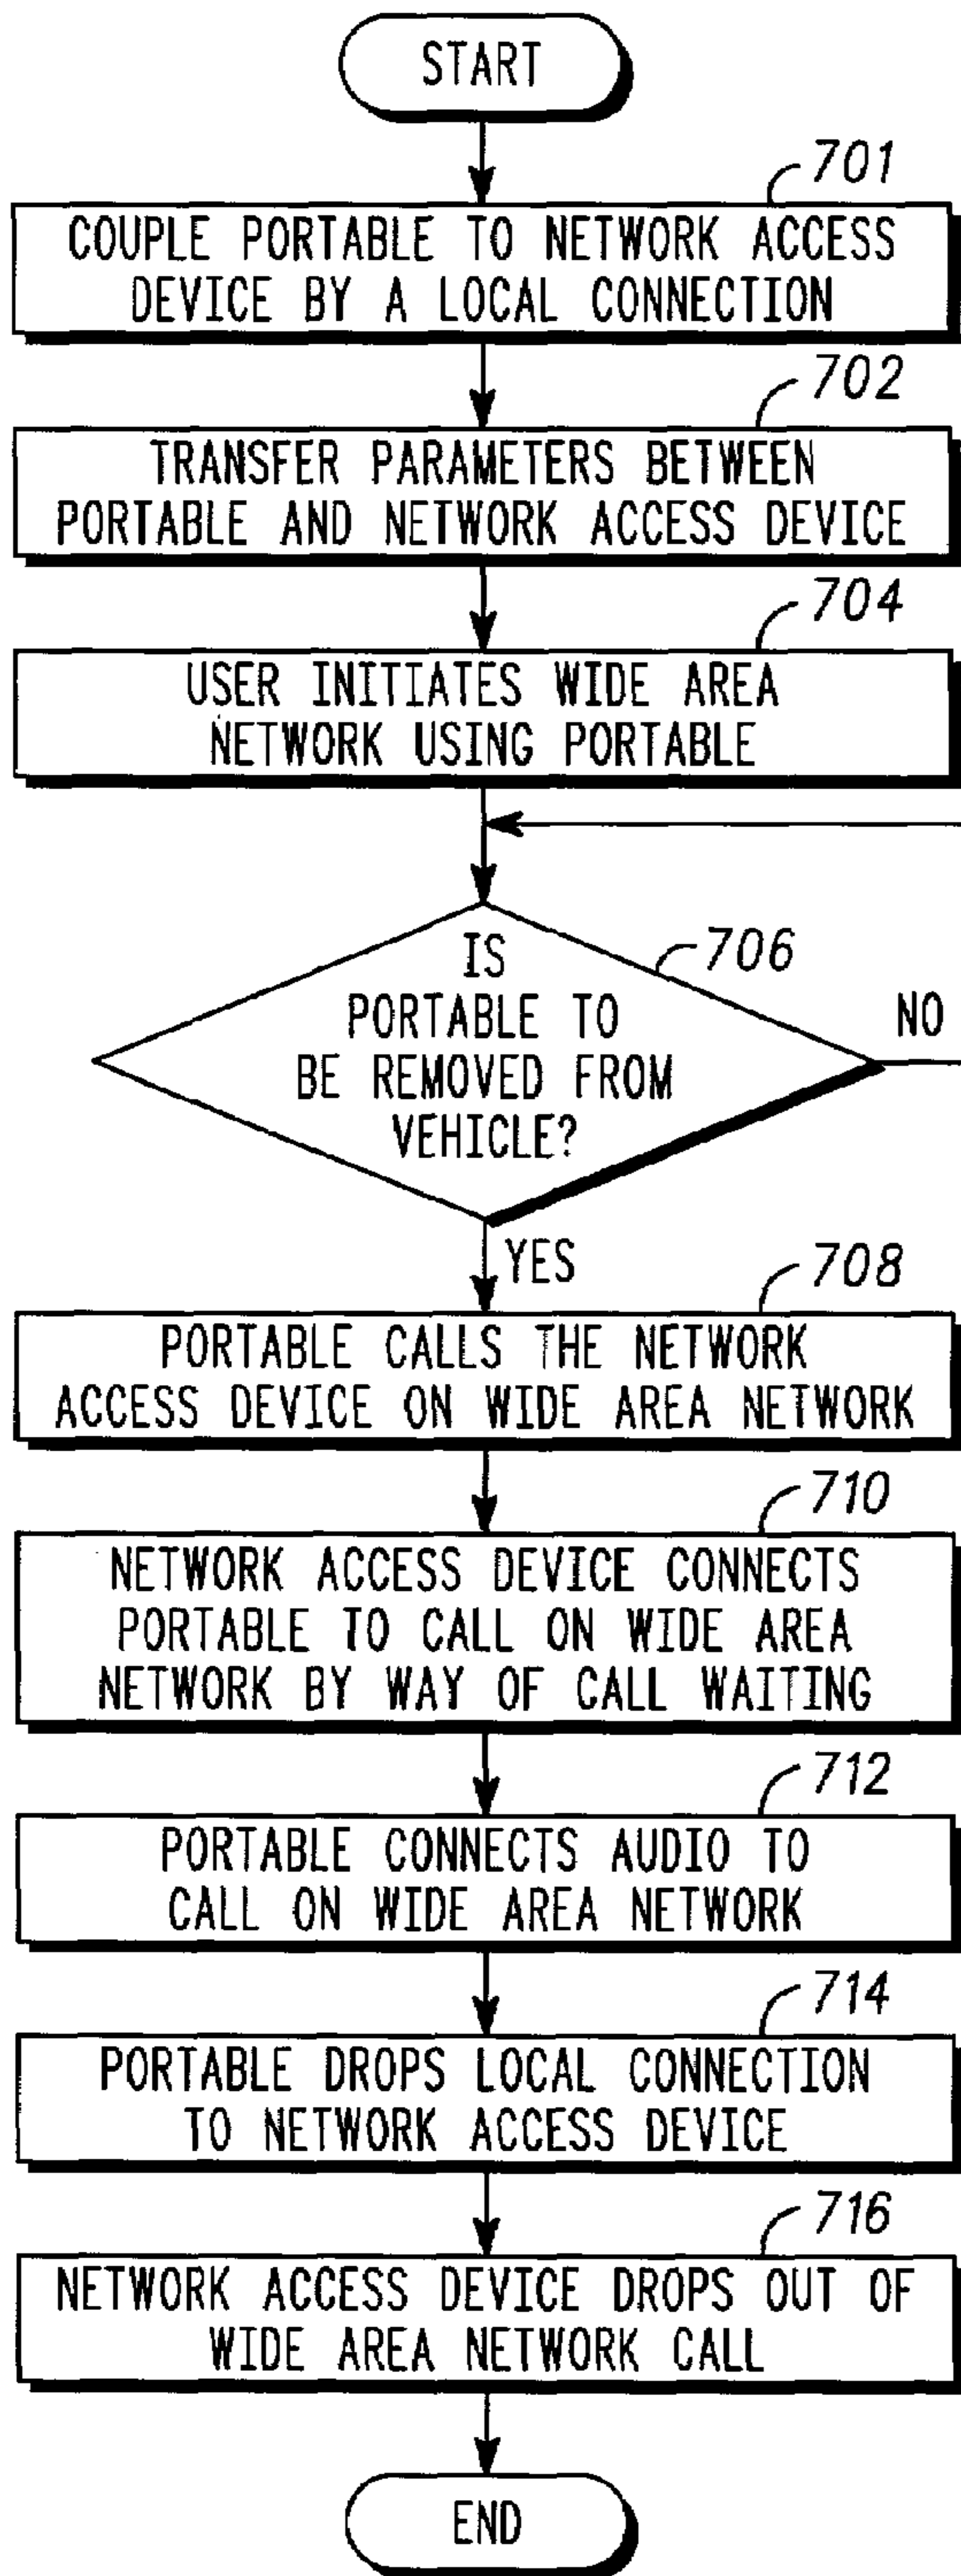 START
701
COUPLE PORTABLE TO NETWORK ACCESS
DEVICE BY A LOCAL CONNECTION
702
TRANSFER PARAMETERS BETWEEN
PORTABLE AND NETWORK ACCESS DEVICE
704
USER INITIATES WIDE AREA
NETWORK USING PORTABLE
706
IS
PORTABLE TO
BE REMOVED FROM
VEHICLE?
NO
YES
708
PORTABLE CALLS THE NETWORK
ACCESS DEVICE ON WIDE AREA NETWORK
710
NETWORK ACCESS DEVICE CONNECTS
PORTABLE TO CALL ON WIDE AREA
NETWORK BY WAY OF CALL WAITING
712
PORTABLE CONNECTS AUDIO TO
CALL ON WIDE AREA NETWORK
714
PORTABLE DROPS LOCAL CONNECTION
TO NETWORK ACCESS DEVICE
716
NETWORK ACCESS DEVICE DROPS OUT OF
WIDE AREA NETWORK CALL
END